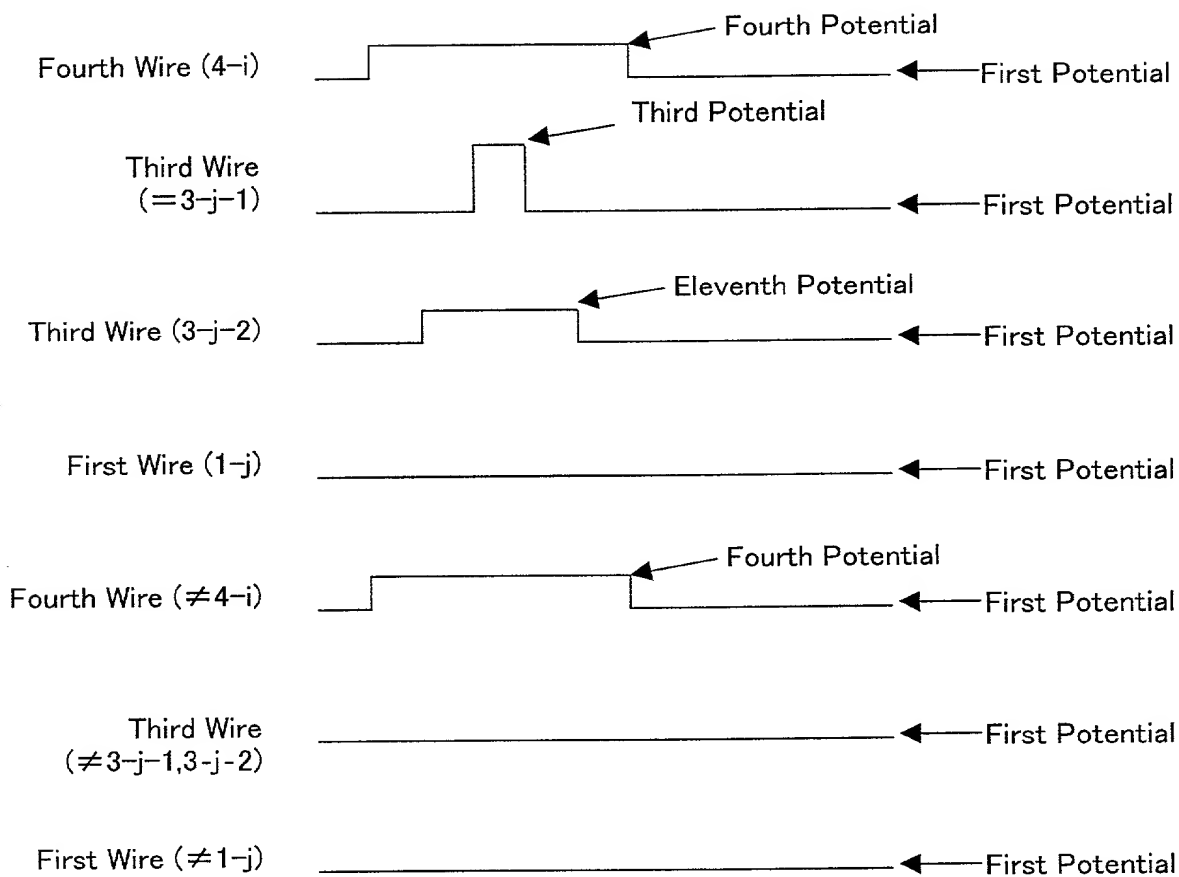 Fourth Potential
Fourth Wire (4-i)
First Potential
Third Potential
Third Wire
(=3-j-1)
First Potential
Eleventh Potential
Third Wire (3-j-2)
First Potential
First Wire (1-j)
First Potential
Fourth Potential
Fourth Wire (≠4-i)
First Potential
Third Wire
(≠3-j-1,3-j-2)
First Potential
First Wire (≠1-j)
First Potential